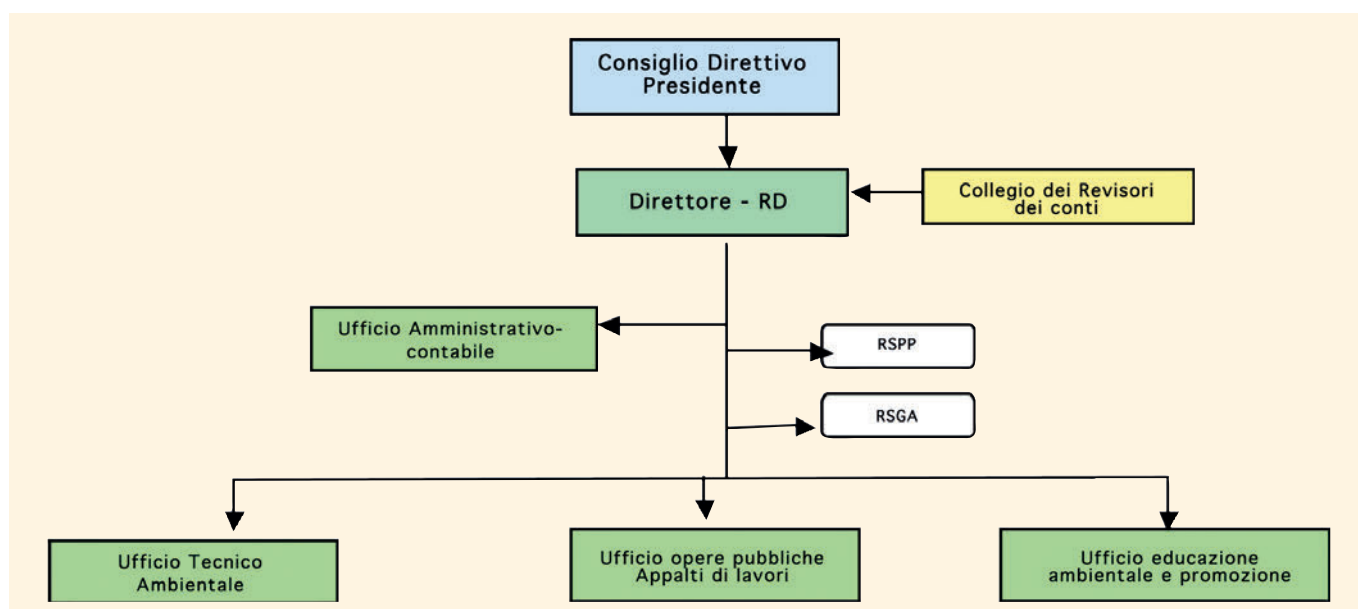 Consiglio Direttivo
Presidente
Direttore - RD
Collegio dei Revisori
dei conti
Ufficio Amministrativo-
contabile
RSPP
RSGA
Ufficio Tecnico
Ambientale
Ufficio opere pubbliche
Appalti di lavori
Ufficio educazione
ambientale e promozione